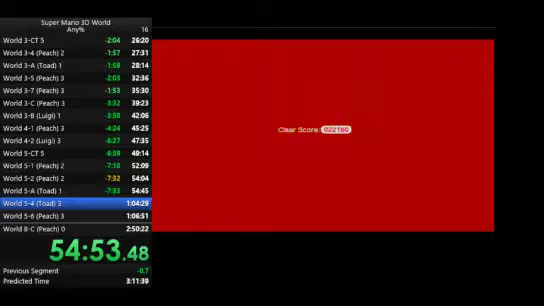 Super Mario 3D World
Any% 16
World 3-CT 5 -2:04 26:20
World 3-4 (Peach) 2 -1:57 27:31
World 3-A (Toad) 1 -1:59 28:14
World 3-5 (Peach) 3 -2:03 32:36
World 3-7 (Peach) 3 -1:53 35:30
World 3-C (Peach) 3 -3:32 39:23
World 3-B (Luigi) 1 -3:38 42:06
World 4-1 (Peach) 3 -4:24 45:25
World 4-2 (Luigi) 3 -6:27 47:35
World 5-CT 5 -6:39 49:14
World 5-1 (Peach) 2 -7:10 52:09
World 5-2 (Peach) 2 -7:32 54:04
World 5-A (Toad) 1 -7:33 54:45
World 5-4 (Toad) 3 1:04:29
World 5-6 (Peach) 3 1:06:51
World 8-C (Peach) 0 2:50:22
54:53.48
Previous Segment -0.7
Predicted Time 3:11:39
Clear Score: 022150